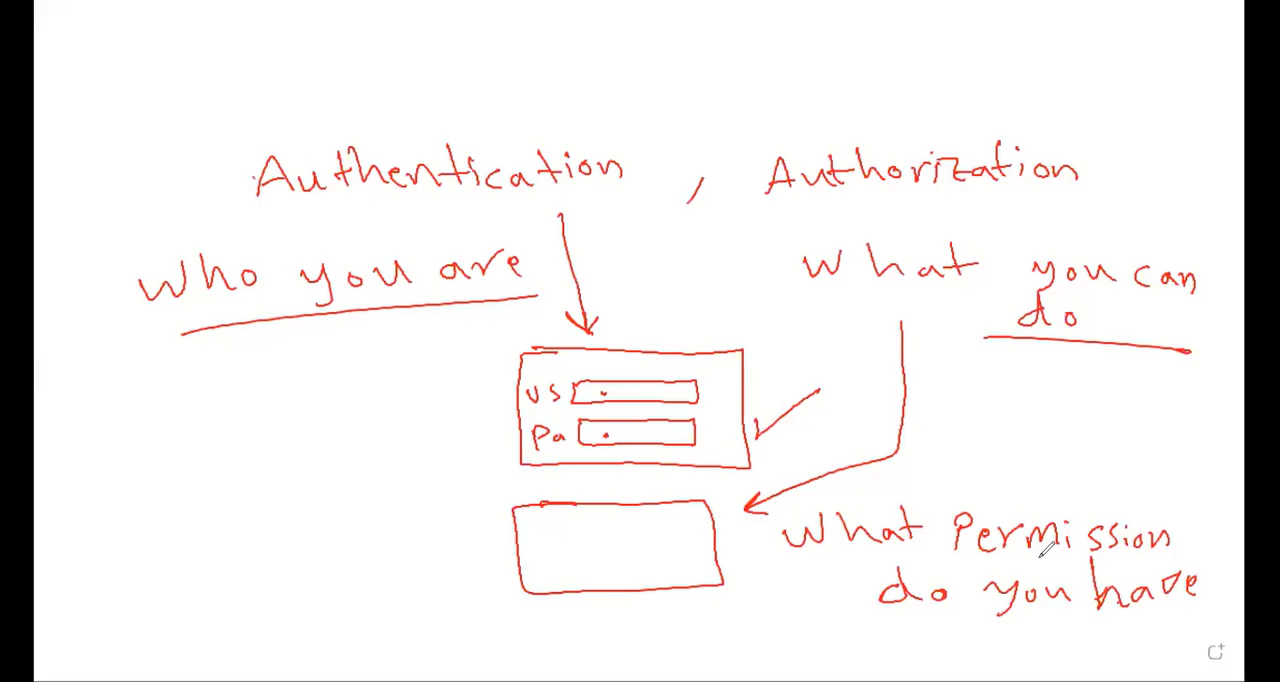 Authentication , Authorization
Who you are
What you can
do
US
Pa
What Permission
do you have